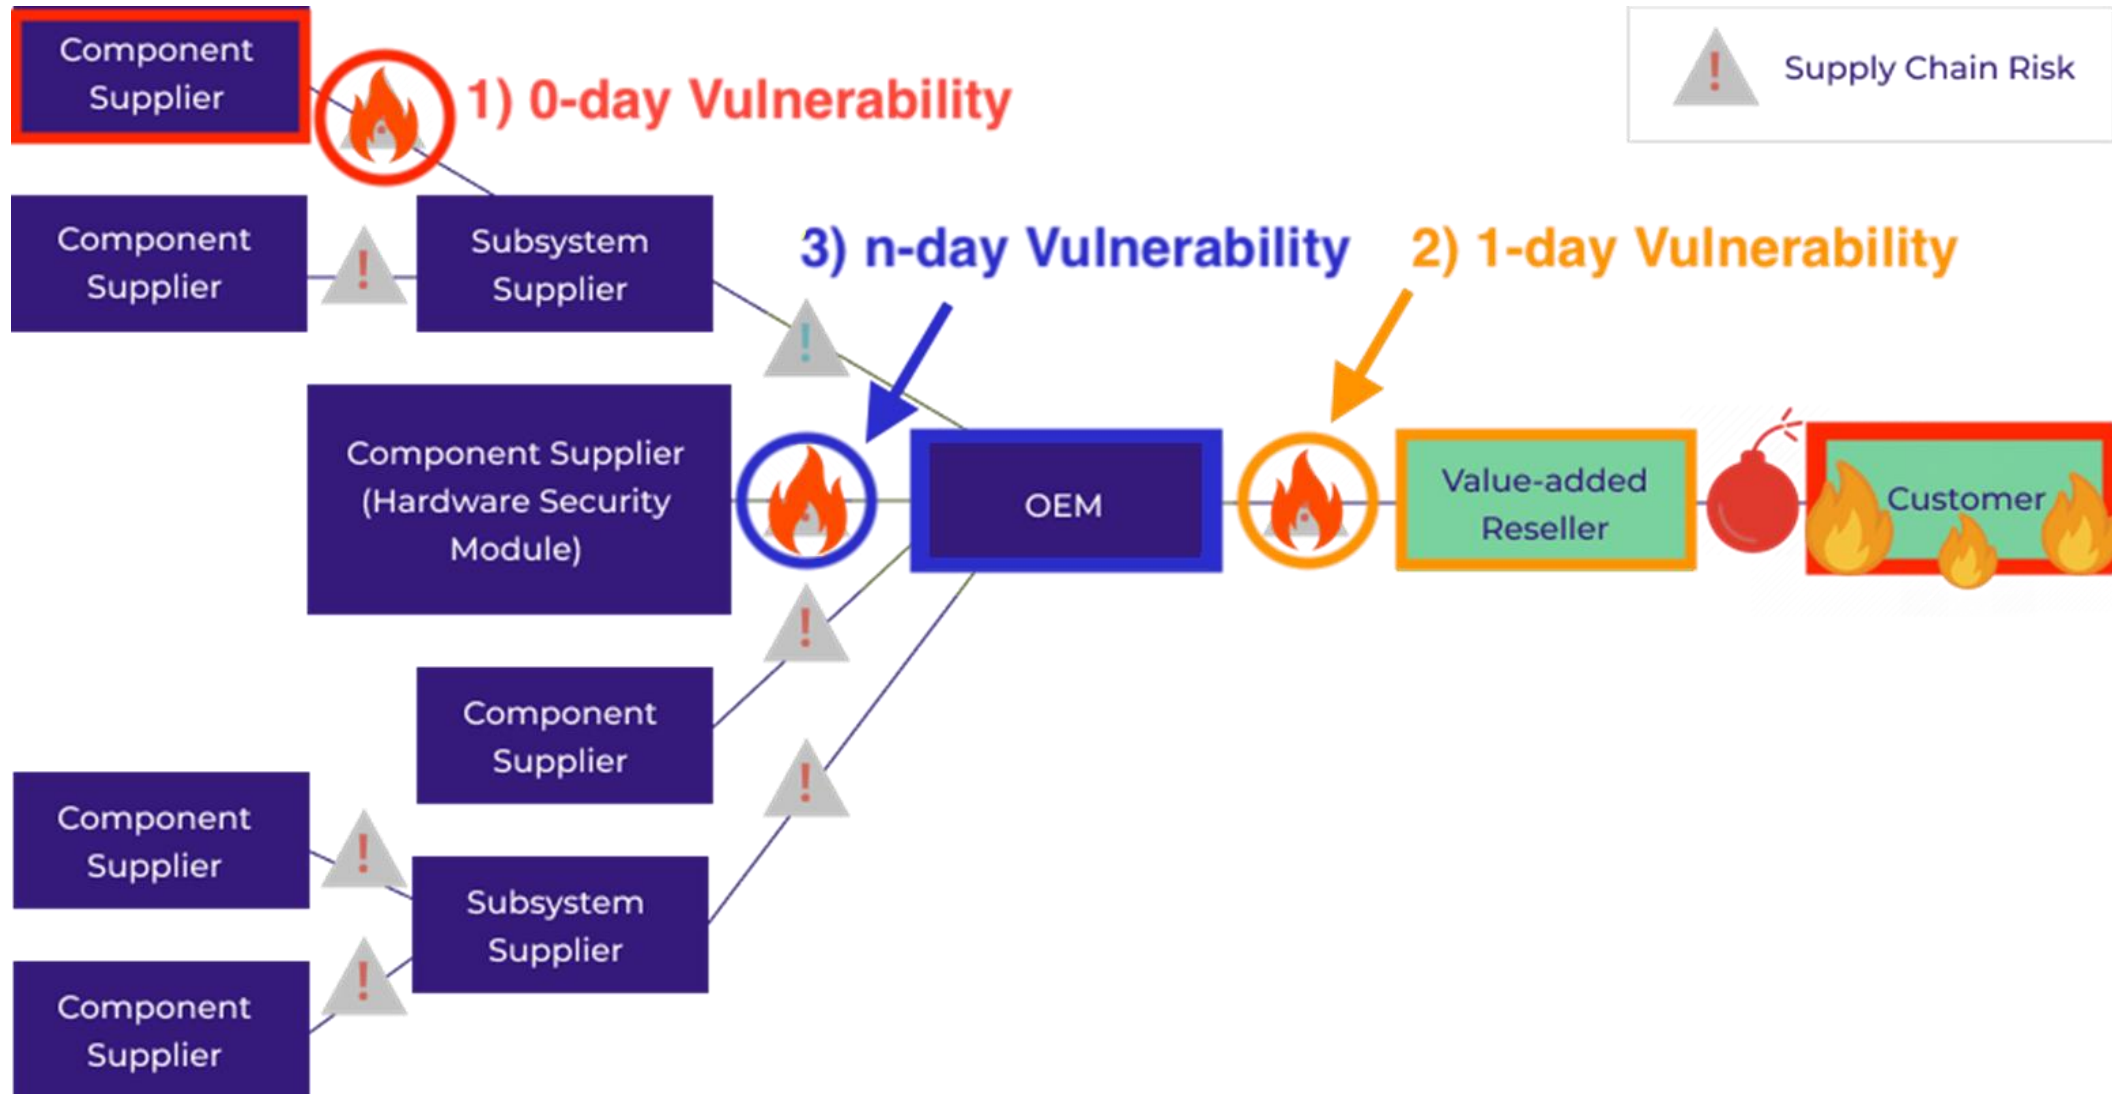 Component
Supplier
1) 0-day Vulnerability
! Supply Chain Risk
Component
Supplier
!
Subsystem
Supplier
3) n-day Vulnerability
2) 1-day Vulnerability
!
Component Supplier
(Hardware Security
Module)
OEM
Value-added
Reseller
Customer
!
Component
Supplier
!
Component
Supplier
!
Subsystem
Supplier
!
Component
Supplier